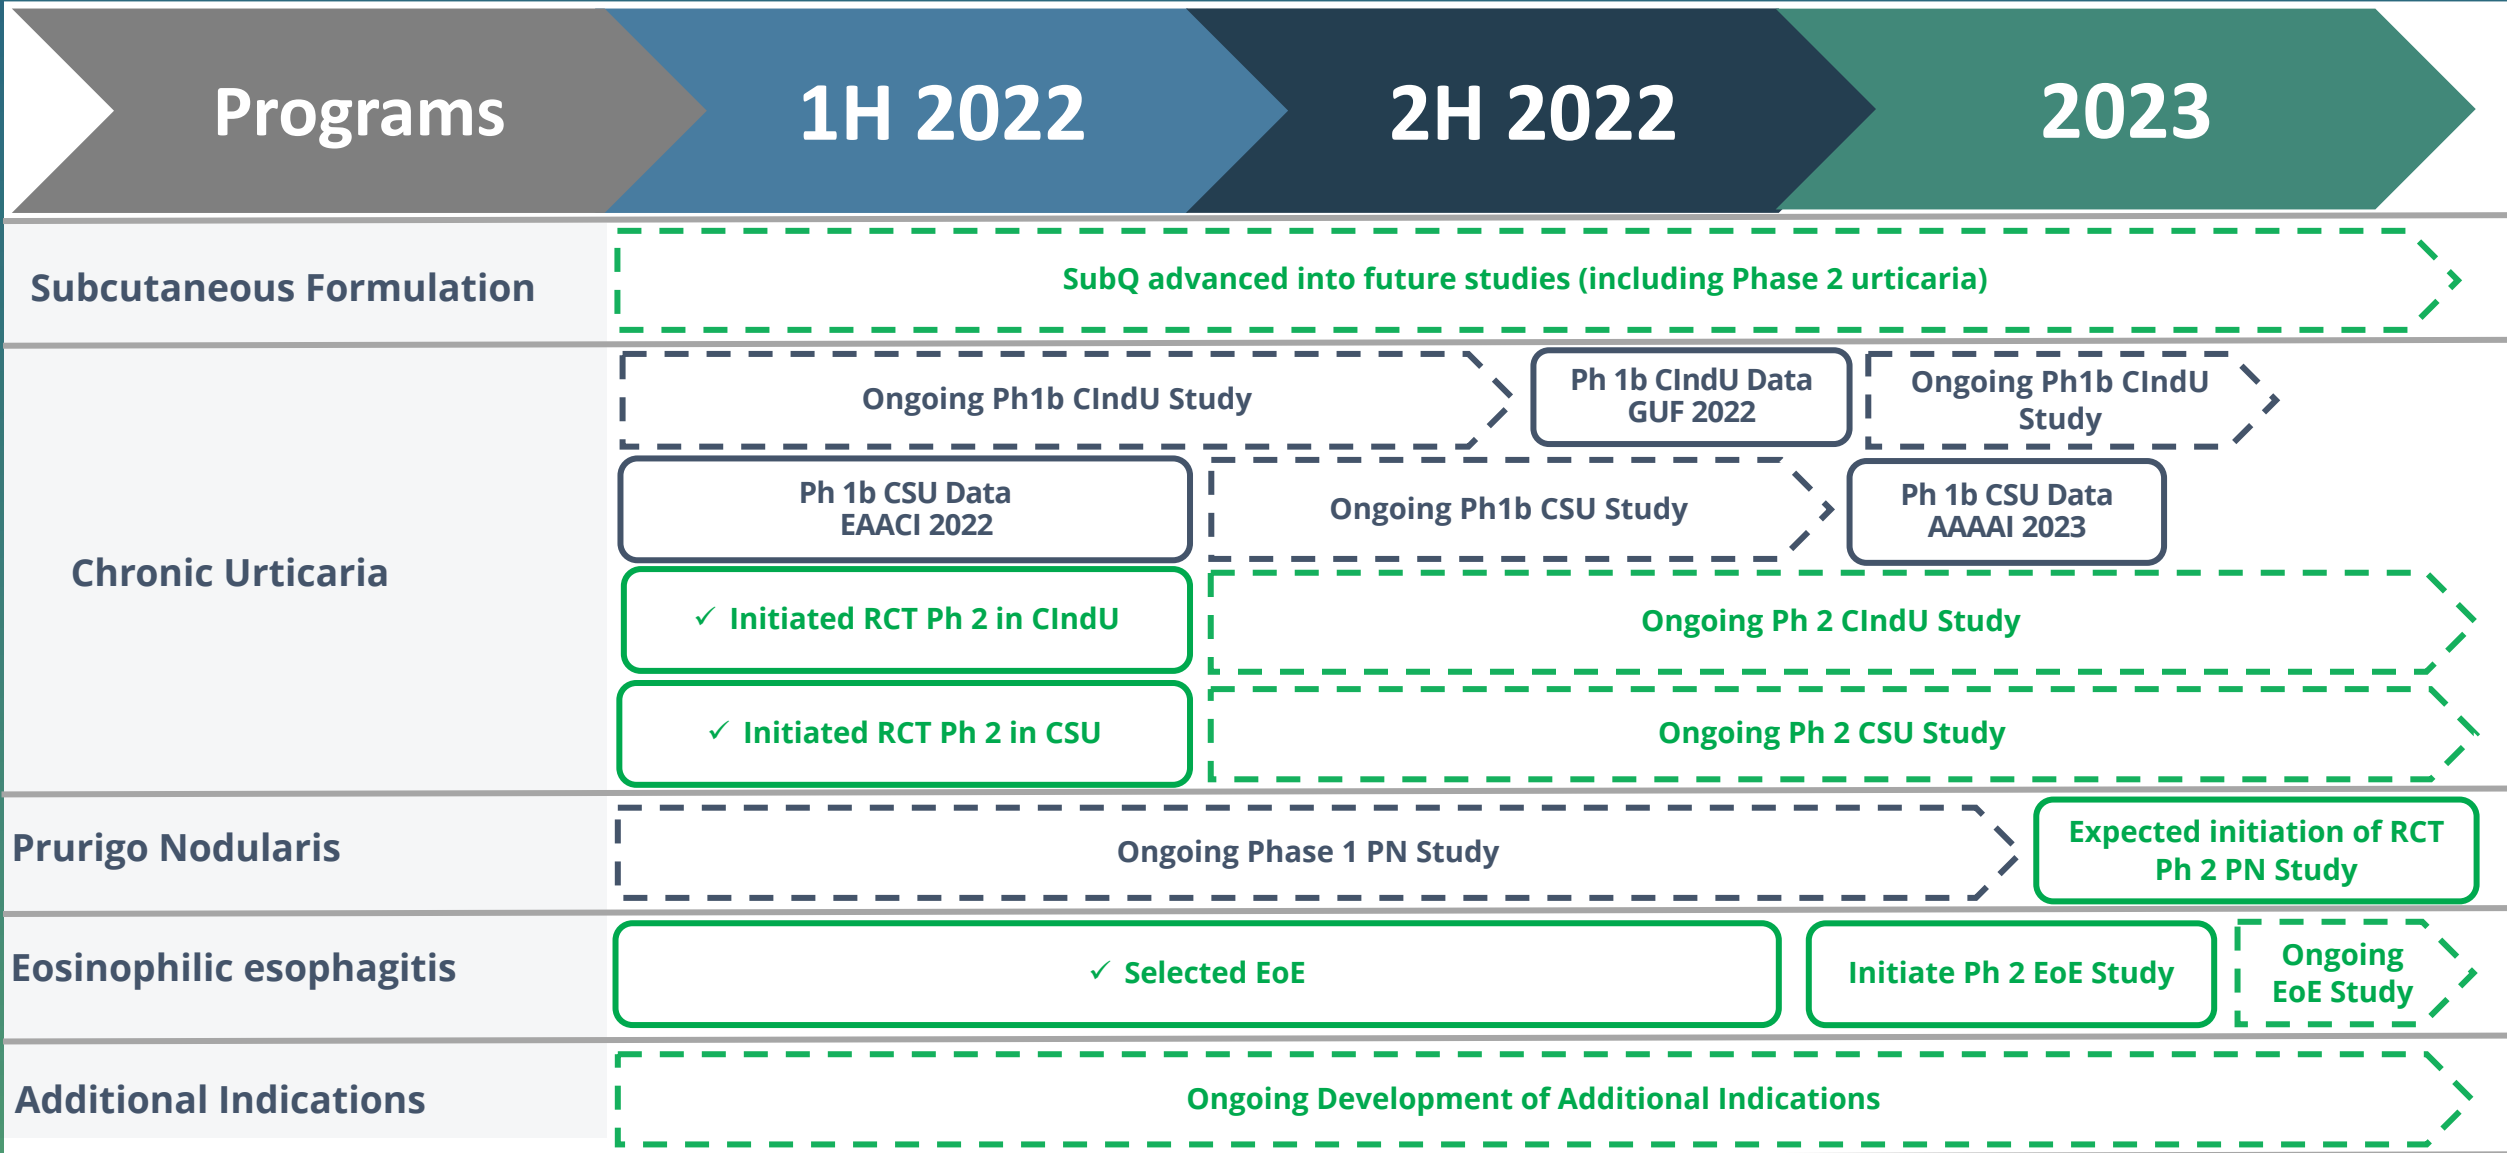 Programs
1H 2022
2H 2022
2023
Subcutaneous Formulation
SubQ advanced into future studies (including Phase 2 urticaria)
Chronic Urticaria
Ongoing Ph1b CIndU Study
Ph 1b CIndU Data
GUF 2022
Ongoing Ph1b CIndU
Study
Ph 1b CSU Data
EAACI 2022
Ongoing Ph1b CSU Study
Ph 1b CSU Data
AAAAI 2023
✓ Initiated RCT Ph 2 in CIndU
Ongoing Ph 2 CIndU Study
✓ Initiated RCT Ph 2 in CSU
Ongoing Ph 2 CSU Study
Prurigo Nodularis
Ongoing Phase 1 PN Study
Expected initiation of RCT
Ph 2 PN Study
Eosinophilic esophagitis
✓ Selected EoE
Initiate Ph 2 EoE Study
Ongoing
EoE Study
Additional Indications
Ongoing Development of Additional Indications